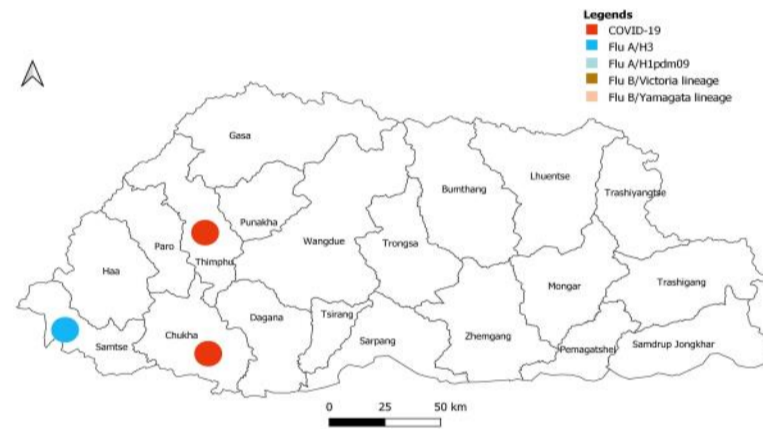 Legends
COVID-19
Flu A/H3
Flu A/H1pdm09
Flu B/Victoria lineage
Flu B/Yamagata lineage
Gasa
Bumthang
Lhuentse
Trashiyangtse
Punakha
Paro
Thimphu
Wangdue
Trongsa
Haa
Mongar
Trashigang
Dagana
Tsirang
Chukha
Samtse
Sarpang
Zhemgang
Pemagatshel
Samdrup Jongkhar
0 25 50 km